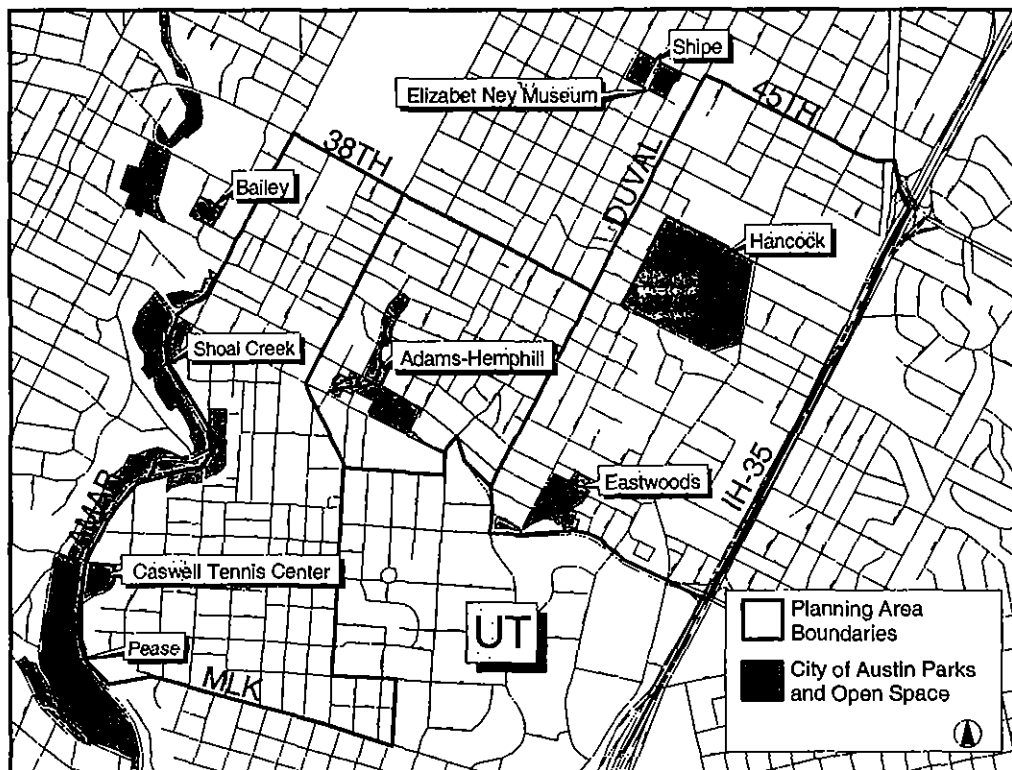 Shipe
Elizabet Ney Museum
45TH
38TH
DUVAL
Bailey
Hancock
Shoal Creek
Adams-Hemphill
IH-35
Eastwoods
LAMAR
Caswell Tennis Center
UT
Pease
MLK
Planning Area
Boundaries
City of Austin Parks
and Open Space